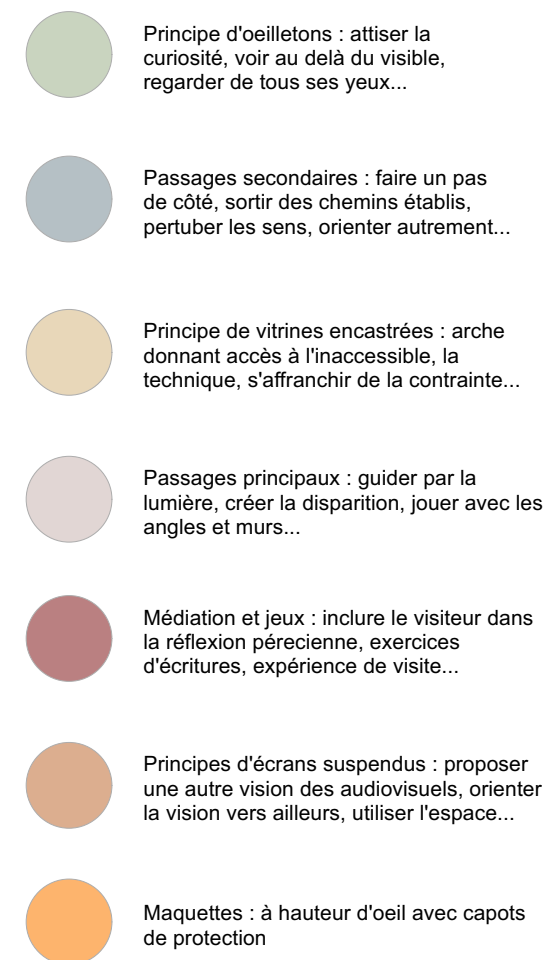 Principe d'oeilletons : attiser la
curiosité, voir au delà du visible,
regarder de tous ses yeux...
Passages secondaires : faire un pas
de côté, sortir des chemins établis,
pertuber les sens, orienter autrement...
Principe de vitrines encastrées : arche
donnant accès à l'inaccessible, la
technique, s'affranchir de la contrainte...
Passages principaux : guider par la
lumière, créer la disparition, jouer avec les
angles et murs...
Médiation et jeux : inclure le visiteur dans
la réflexion pérecienne, exercices
d'écritures, expérience de visite...
Principes d'écrans suspendus : proposer
une autre vision des audiovisuels, orienter
la vision vers ailleurs, utiliser l'espace...
Maquettes : à hauteur d'oeil avec capots
de protection